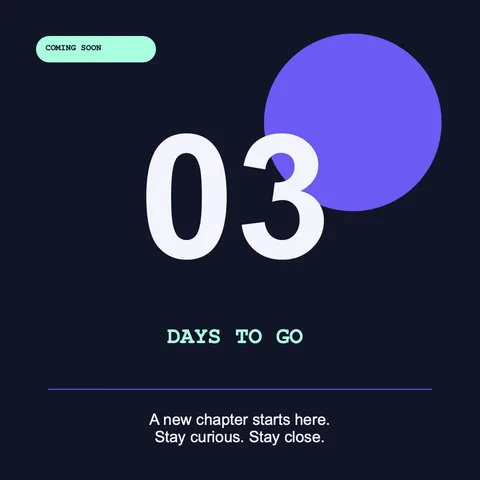 COMING SOON
03
DAYS TO GO
A new chapter starts here.
Stay curious. Stay close.